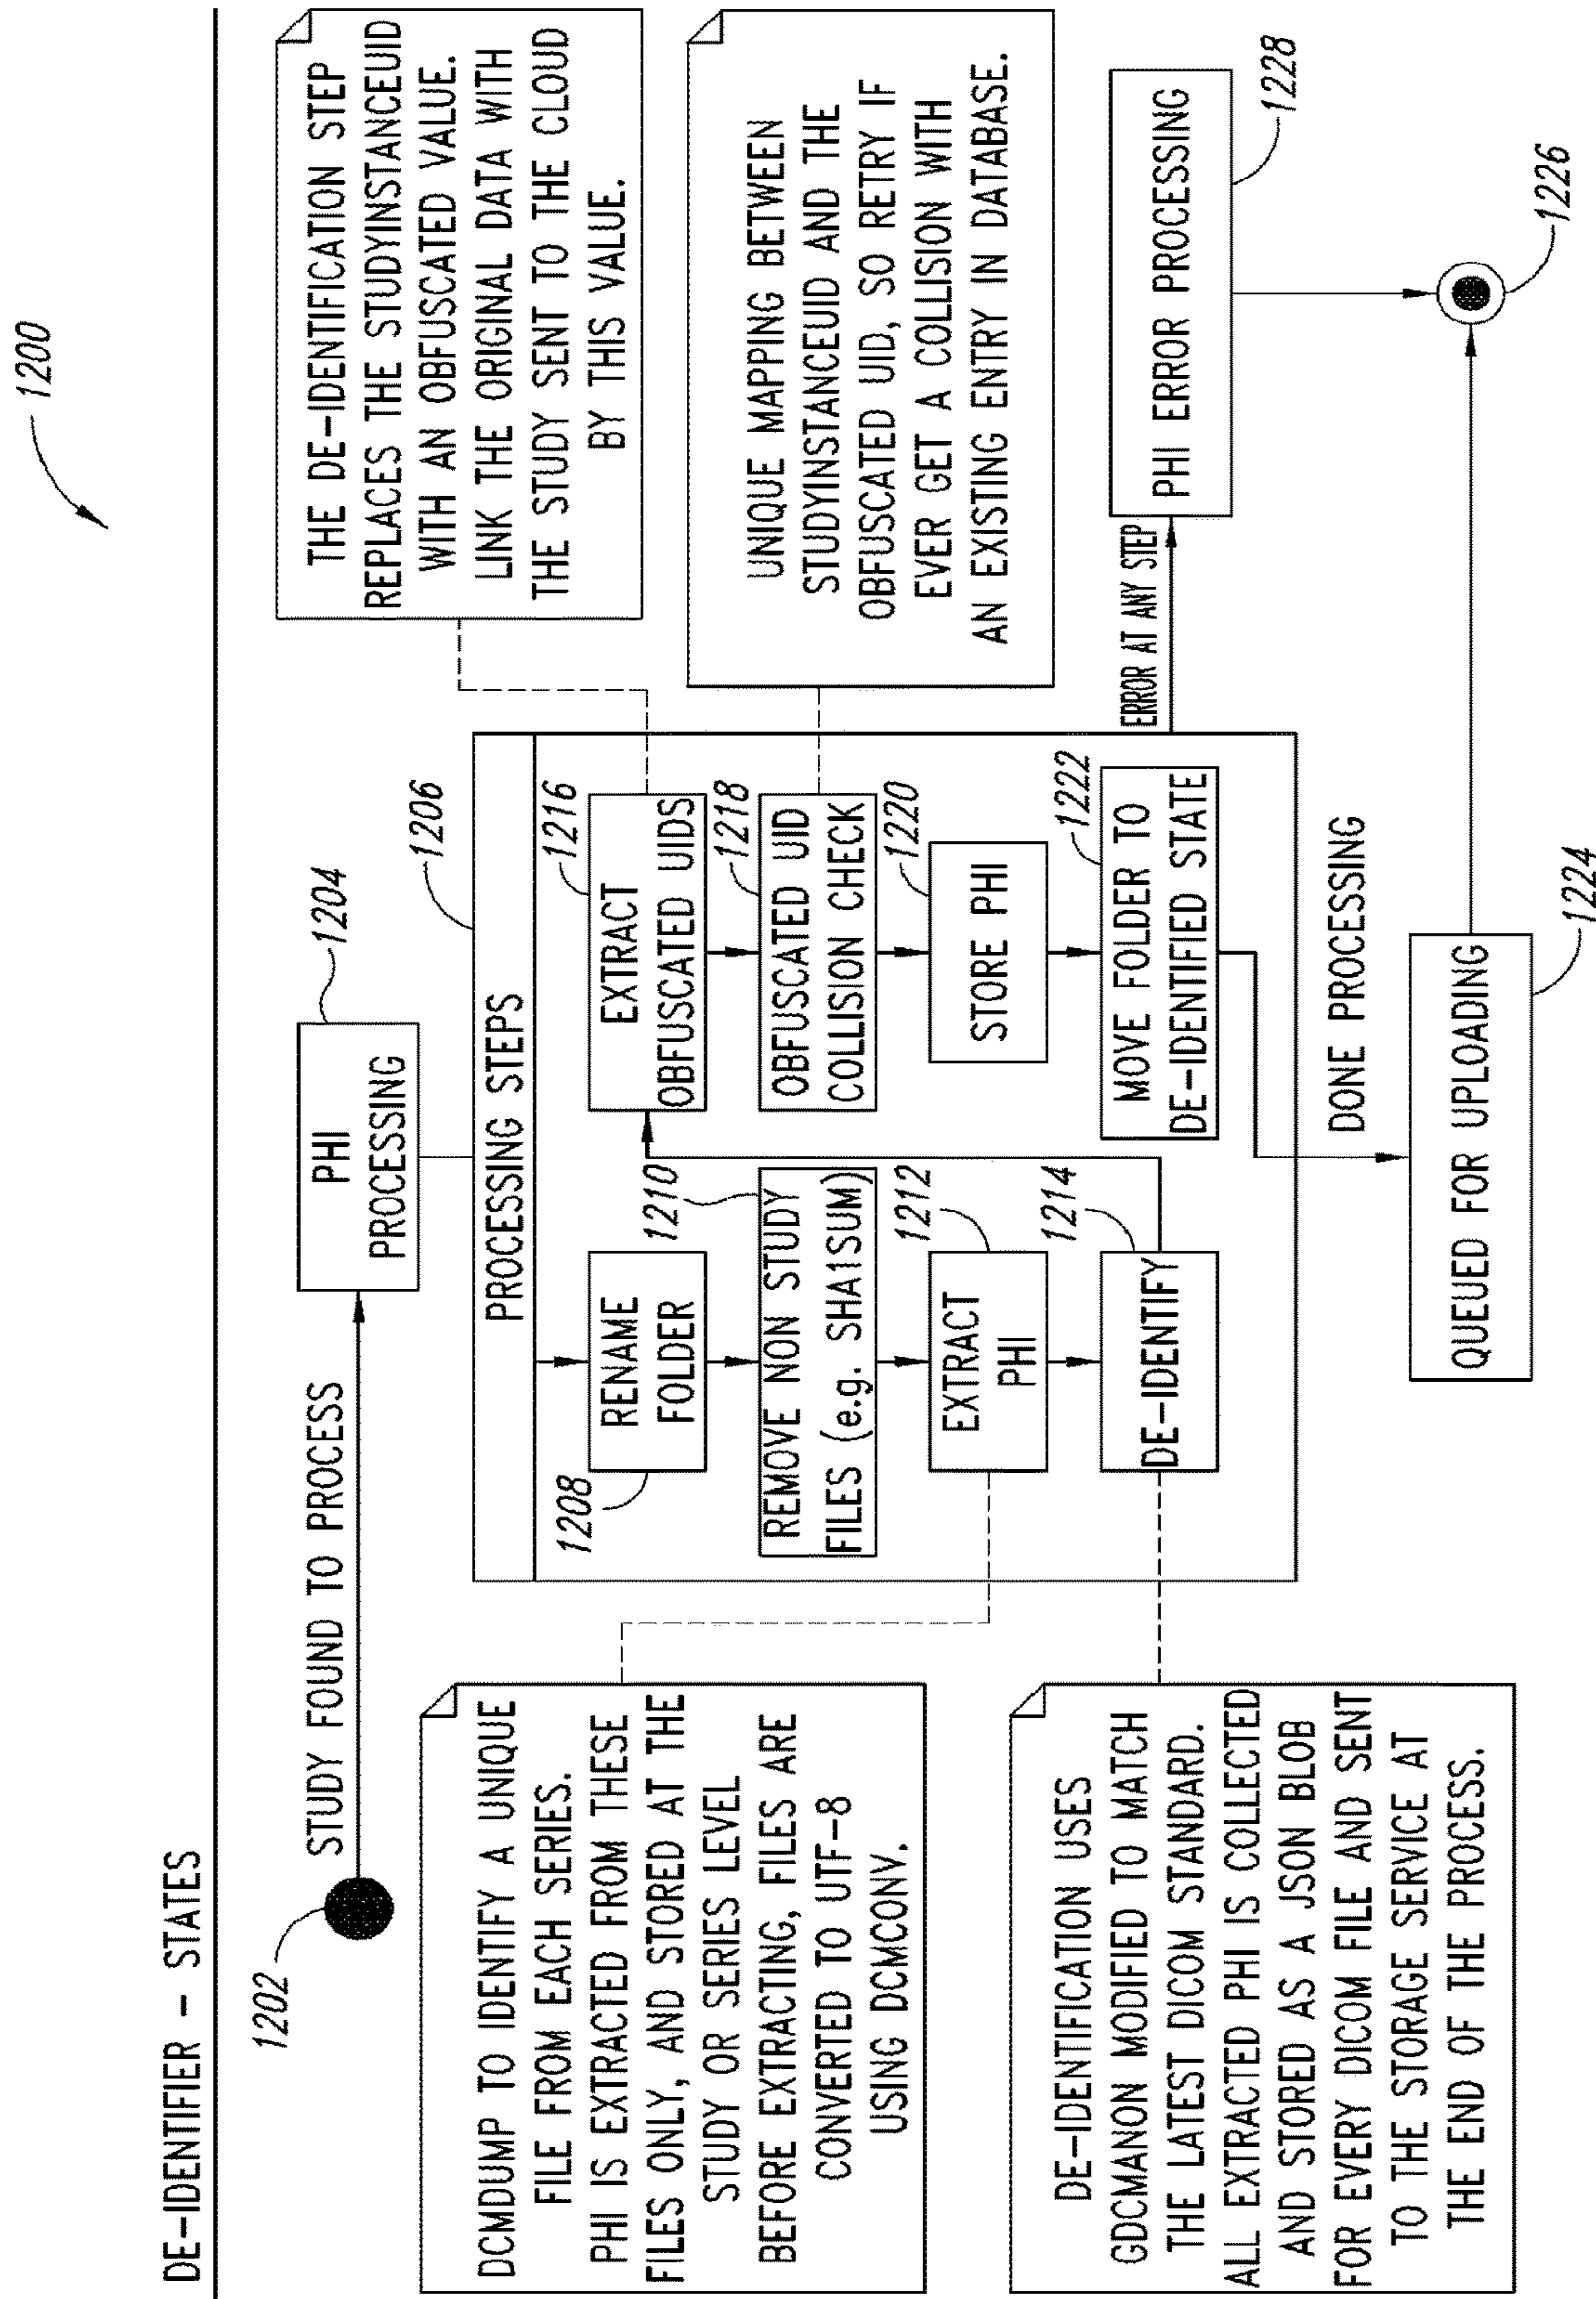 DE-IDENTIFIER - STATES
1200
1202
STUDY FOUND TO PROCESS
PHI
PROCESSING
1204
THE DE-IDENTIFICATION STEP
REPLACES THE STUDYINSTANCEUID
WITH AN OBFUSCATED VALUE.
LINK THE ORIGINAL DATA WITH
THE STUDY SENT TO THE CLOUD
BY THIS VALUE.
DCMDUMP TO IDENTIFY A UNIQUE
FILE FROM EACH SERIES.
PHI IS EXTRACTED FROM THESE
FILES ONLY, AND STORED AT THE
STUDY OR SERIES LEVEL
BEFORE EXTRACTING, FILES ARE
CONVERTED TO UTF-8
USING DCMCONV.
PROCESSING STEPS
1206
1208
RENAME
FOLDER
1210
REMOVE NON STUDY
FILES (e.g. SHA1SUM)
1212
EXTRACT
PHI
1214
DE-IDENTIFY
1216
EXTRACT
OBFUSCATED UIDS
1218
OBFUSCATED UID
COLLISION CHECK
1220
STORE PHI
1222
MOVE FOLDER TO
DE-IDENTIFIED STATE
UNIQUE MAPPING BETWEEN
STUDYINSTANCEUID AND THE
OBFUSCATED UID, SO RETRY IF
EVER GET A COLLISION WITH
AN EXISTING ENTRY IN DATABASE.
DE-IDENTIFICATION USES
GDCMANON MODIFIED TO MATCH
THE LATEST DICOM STANDARD.
ALL EXTRACTED PHI IS COLLECTED
AND STORED AS A JSON BLOB
FOR EVERY DICOM FILE AND SENT
TO THE STORAGE SERVICE AT
THE END OF THE PROCESS.
ERROR AT ANY STEP
PHI ERROR PROCESSING
1228
DONE PROCESSING
QUEUED FOR UPLOADING
1224
1226